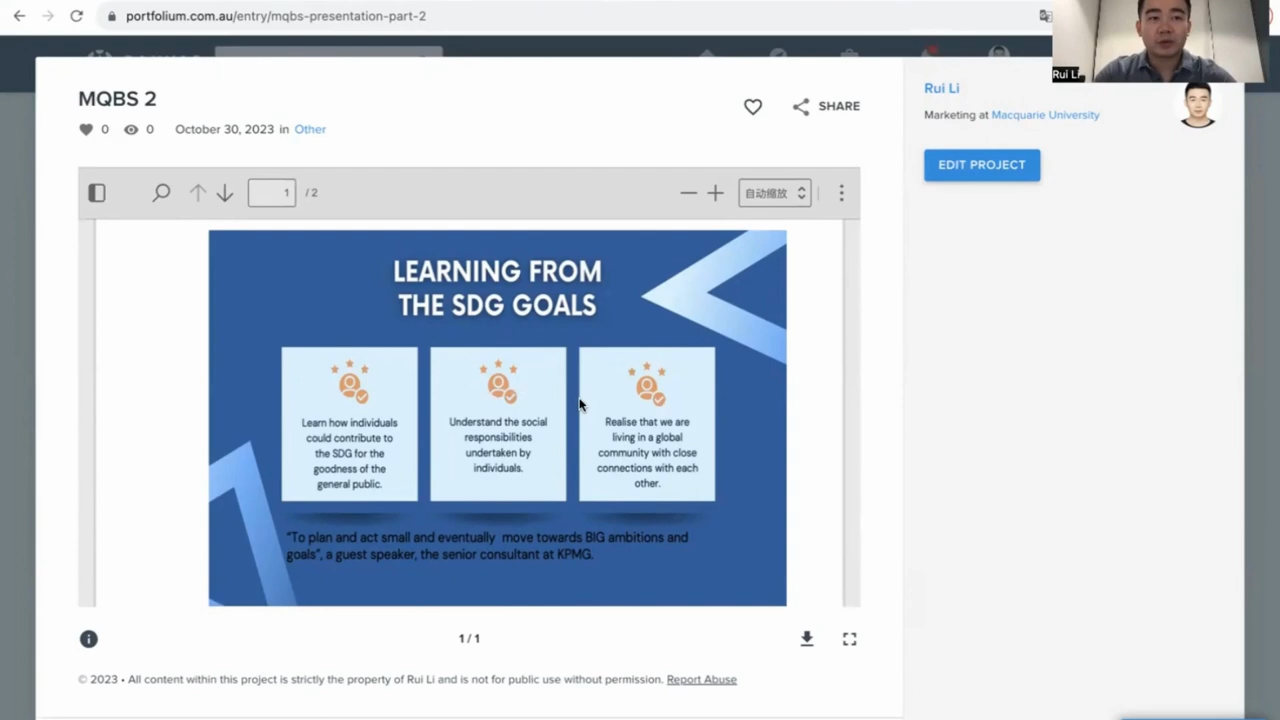 portfolium.com.au/entry/mqbs-presentation-part-2
Rui Li
MQBS 2
SHARE
0 0 October 30, 2023 in Other
Rui Li
Marketing at Macquarie University
EDIT PROJECT
1 / 2
自动缩放
LEARNING FROM
THE SDG GOALS
Learn how individuals
could contribute to
the SDG for the
goodness of the
general public.
Understand the social
responsibilities
undertaken by
individuals.
Realise that we are
living in a global
community with close
connections with each
other.
“To plan and act small and eventually move towards BIG ambitions and
goals”, a guest speaker, the senior consultant at KPMG.
1 / 1
© 2023 • All content within this project is strictly the property of Rui Li and is not for public use without permission. Report Abuse